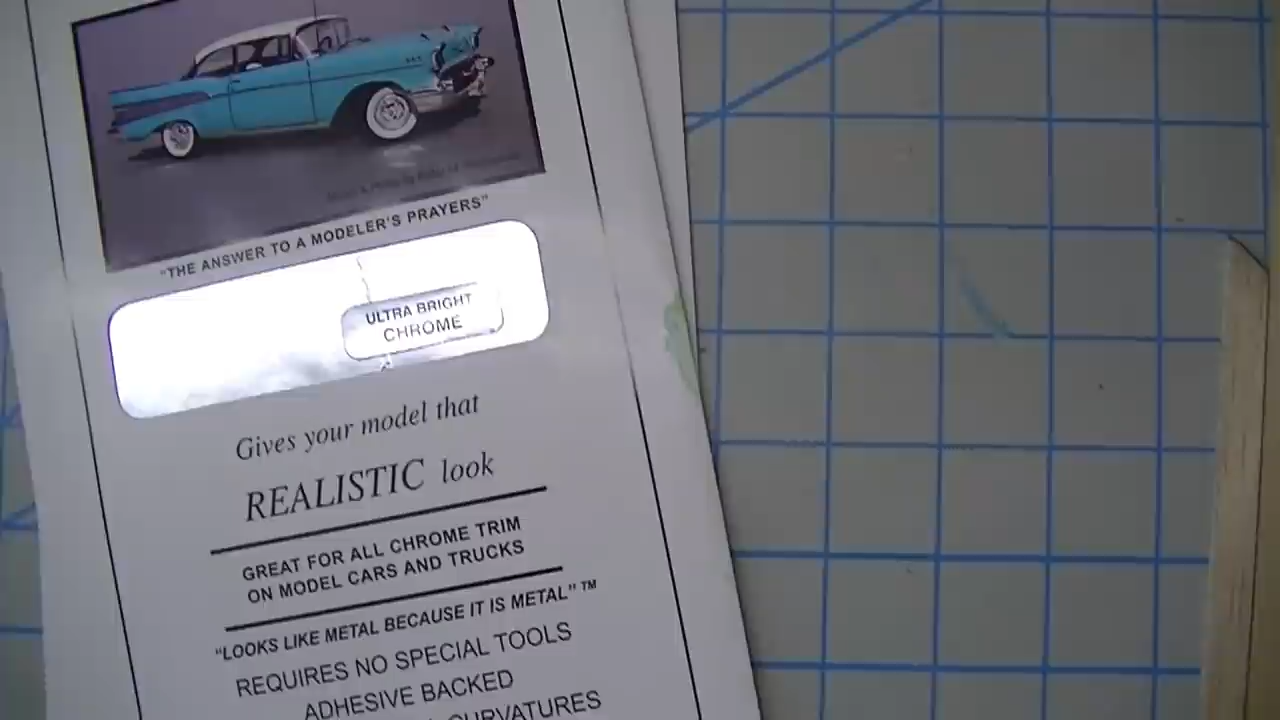 "THE ANSWER TO A MODELER'S PRAYERS"
ULTRA BRIGHT
CHROME
Gives your model that
REALISTIC look
GREAT FOR ALL CHROME TRIM
ON MODEL CARS AND TRUCKS
"LOOKS LIKE METAL BECAUSE IT IS METAL" ™
REQUIRES NO SPECIAL TOOLS
ADHESIVE BACKED
CURVATURES